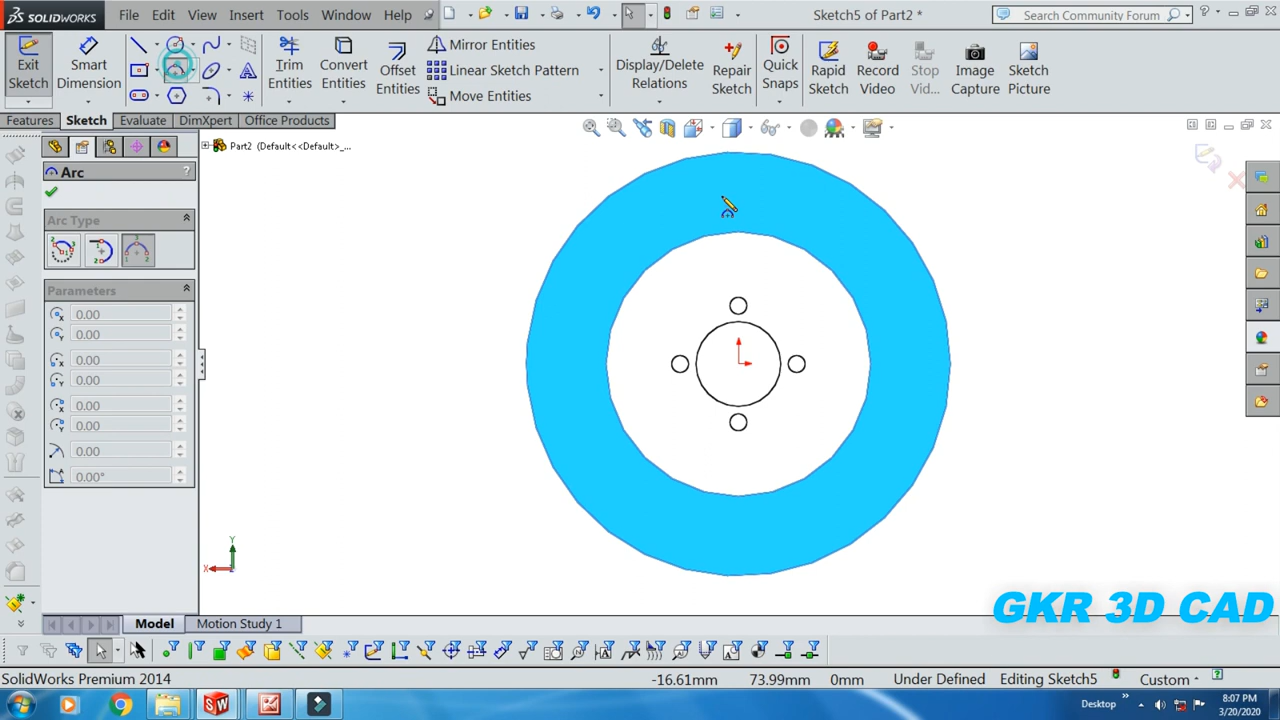 SOLIDWORKS
File Edit View Insert Tools Window Help
Sketch5 of Part2 *
Search Community Forum
Exit Sketch
Smart Dimension
Trim Entities
Convert Entities
Offset Entities
Mirror Entities
Linear Sketch Pattern
Move Entities
Display/Delete Relations
Repair Sketch
Quick Snaps
Rapid Sketch
Record Video
Stop Vid...
Image Capture
Sketch Picture
Features Sketch Evaluate DimXpert Office Products
Part2 (Default<<Default>_...
Arc ?
Arc Type
Parameters
0.00
0.00
0.00
0.00
0.00
0.00
0.00
0.00°
Y
X
GKR 3D CAD
Model Motion Study 1
SolidWorks Premium 2014 -16.61mm 73.99mm 0mm Under Defined Editing Sketch5 Custom
Desktop
8:07 PM
3/20/2020